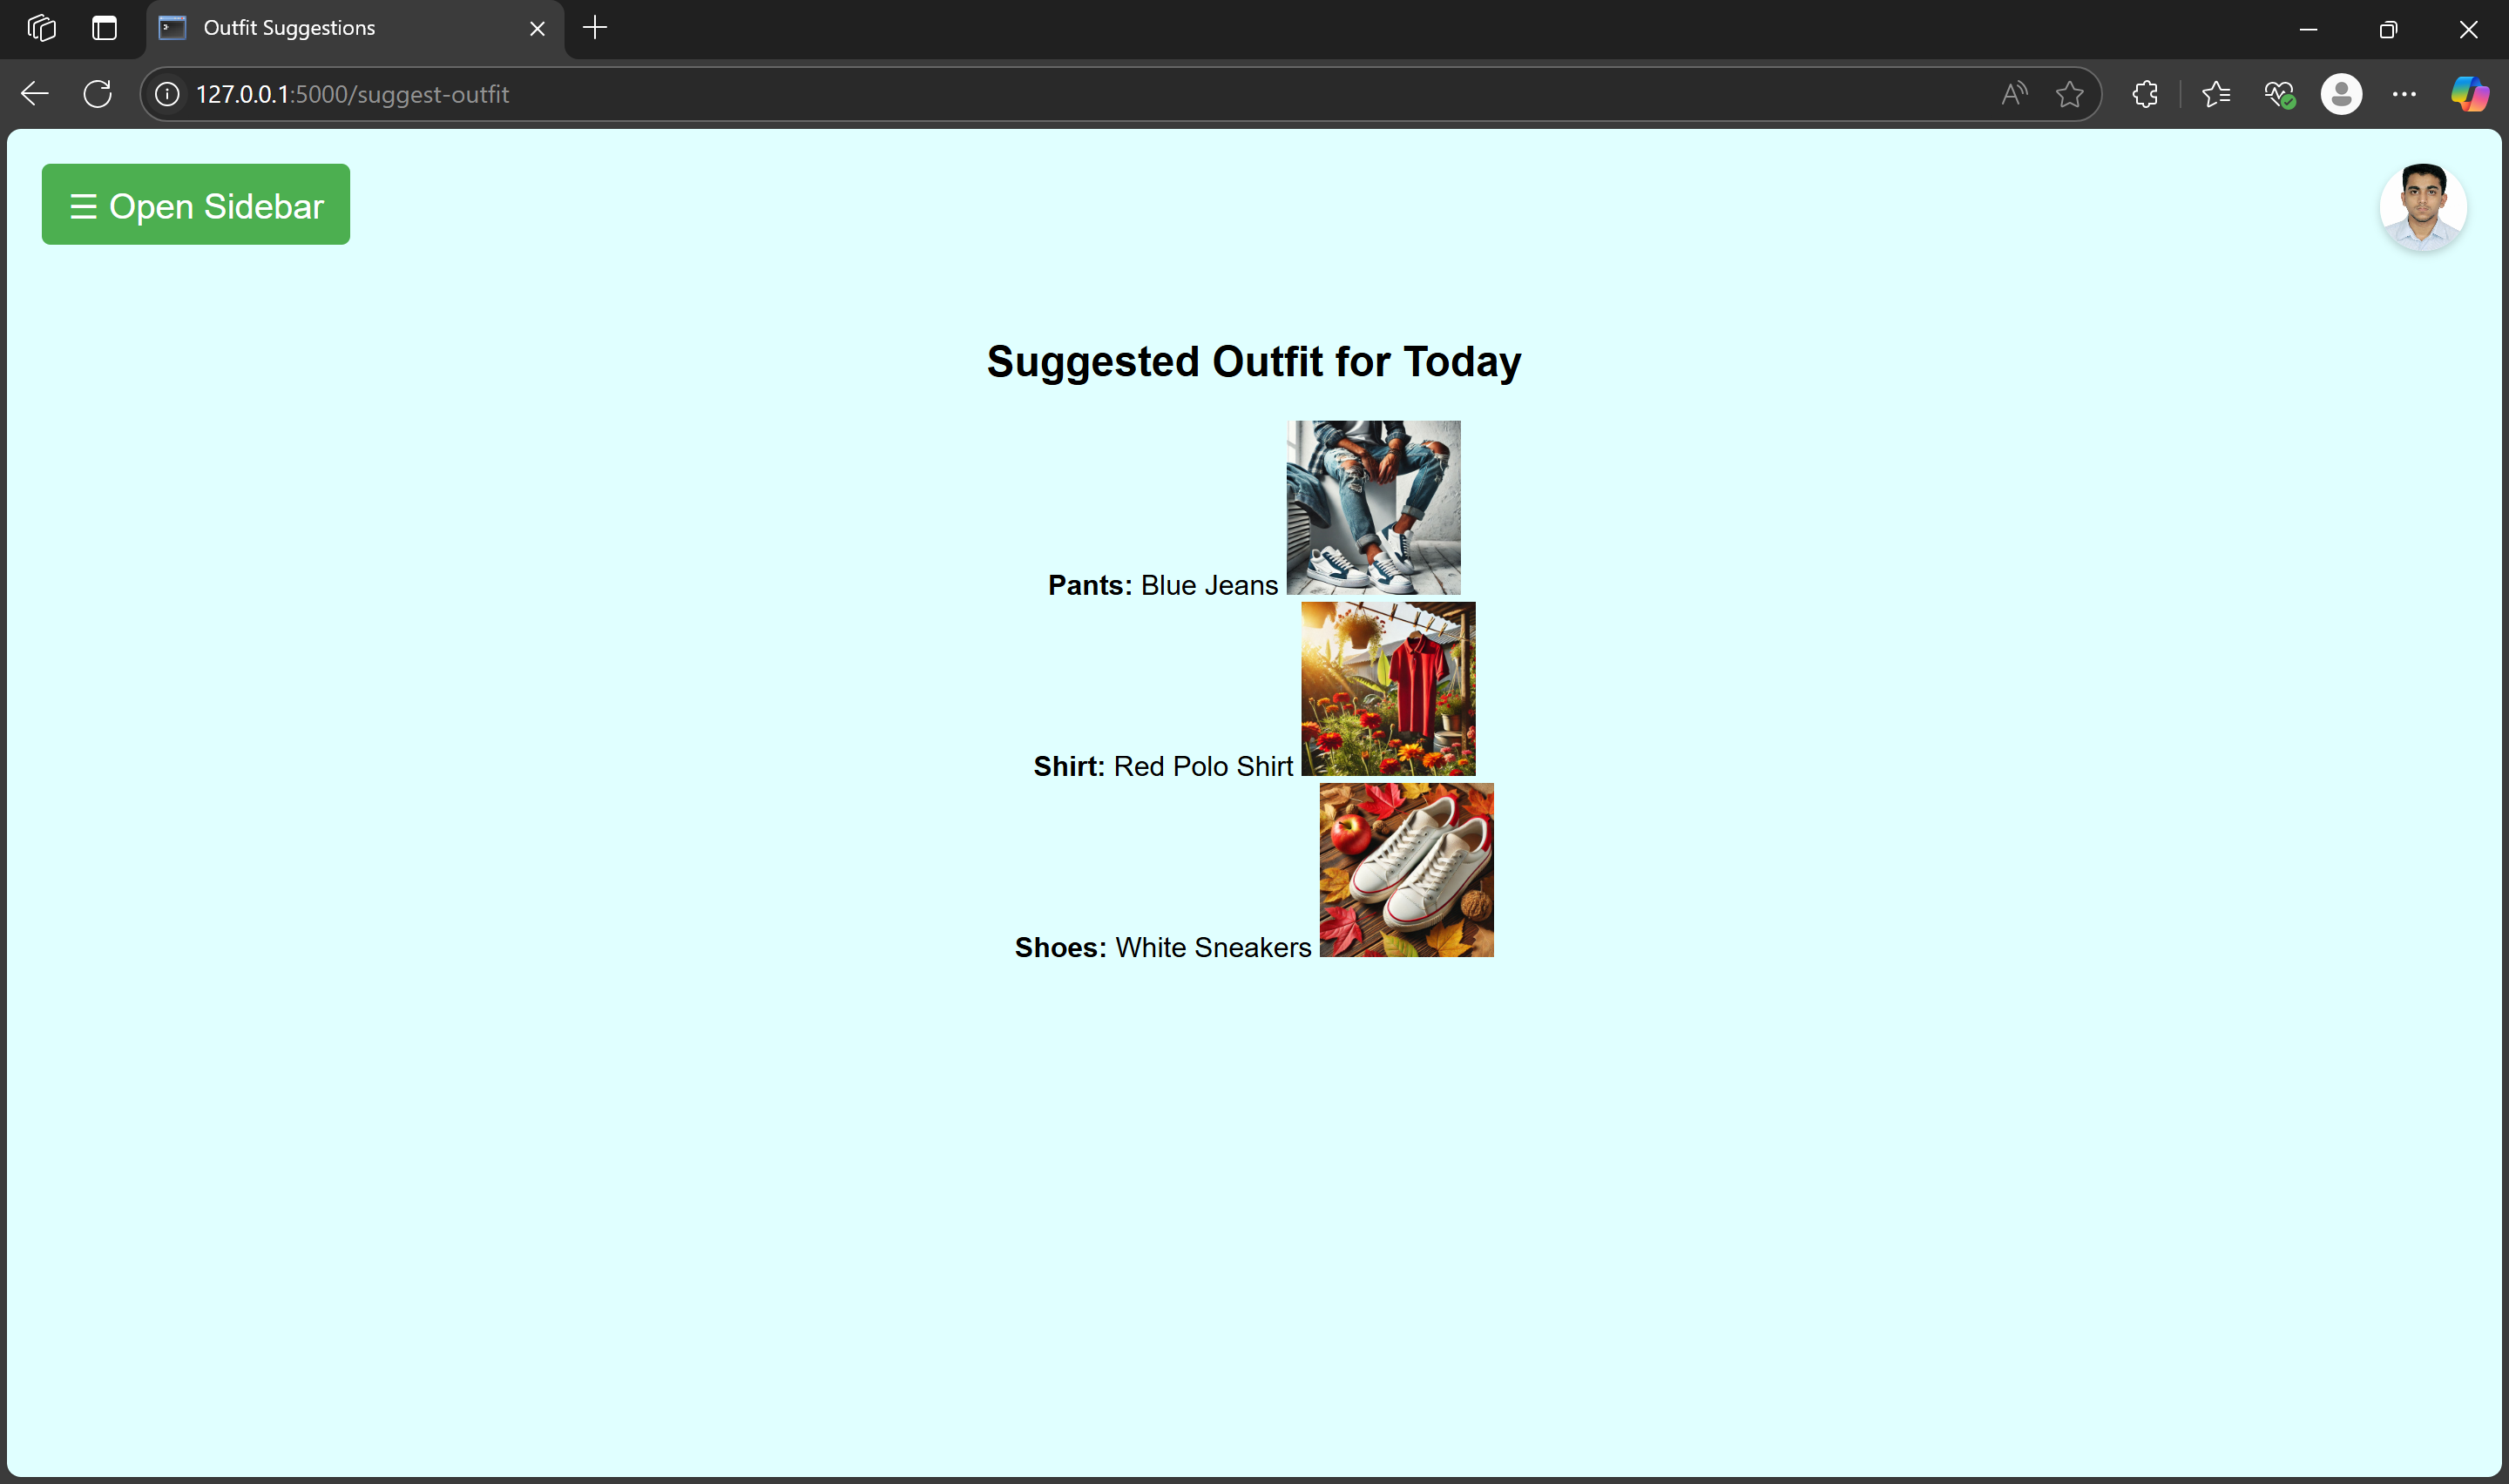 Outfit Suggestions
127.0.0.1:5000/suggest-outfit
☰ Open Sidebar
Suggested Outfit for Today
Pants: Blue Jeans
Shirt: Red Polo Shirt
Shoes: White Sneakers